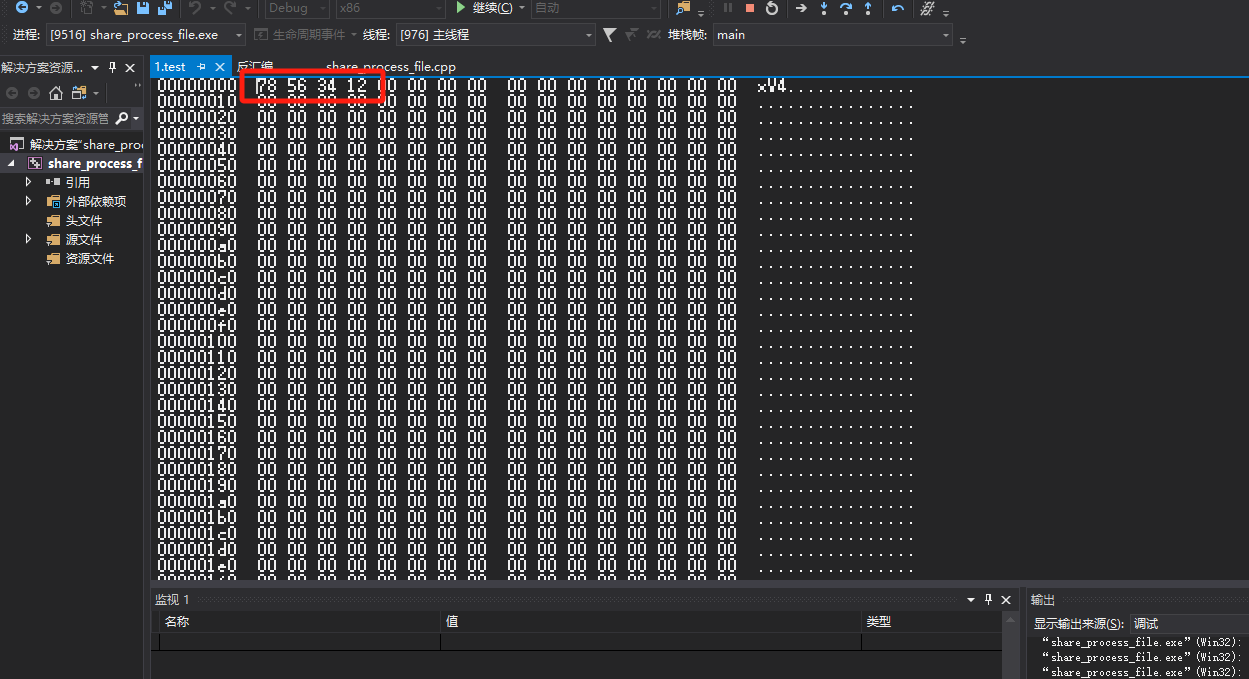 Debug x86 继续(C) 自动
进程: [9516] share_process_file.exe 生命周期事件 线程: [976] 主线程 堆栈帧: main
解决方案资源...
搜索解决方案资源管
解决方案"share_proc
share_process_f
引用
外部依赖项
头文件
源文件
资源文件
1.test 反汇编 share_process_file.cpp
00000000 78 56 34 12 00 00 00 00 00 00 00 00 00 00 00 00 xV4.............
00000010 00 00 00 00 00 00 00 00 00 00 00 00 00 00 00 00 ................
00000020 00 00 00 00 00 00 00 00 00 00 00 00 00 00 00 00 ................
00000030 00 00 00 00 00 00 00 00 00 00 00 00 00 00 00 00 ................
00000040 00 00 00 00 00 00 00 00 00 00 00 00 00 00 00 00 ................
00000050 00 00 00 00 00 00 00 00 00 00 00 00 00 00 00 00 ................
00000060 00 00 00 00 00 00 00 00 00 00 00 00 00 00 00 00 ................
00000070 00 00 00 00 00 00 00 00 00 00 00 00 00 00 00 00 ................
00000080 00 00 00 00 00 00 00 00 00 00 00 00 00 00 00 00 ................
00000090 00 00 00 00 00 00 00 00 00 00 00 00 00 00 00 00 ................
000000a0 00 00 00 00 00 00 00 00 00 00 00 00 00 00 00 00 ................
000000b0 00 00 00 00 00 00 00 00 00 00 00 00 00 00 00 00 ................
000000c0 00 00 00 00 00 00 00 00 00 00 00 00 00 00 00 00 ................
000000d0 00 00 00 00 00 00 00 00 00 00 00 00 00 00 00 00 ................
000000e0 00 00 00 00 00 00 00 00 00 00 00 00 00 00 00 00 ................
000000f0 00 00 00 00 00 00 00 00 00 00 00 00 00 00 00 00 ................
00000100 00 00 00 00 00 00 00 00 00 00 00 00 00 00 00 00 ................
00000110 00 00 00 00 00 00 00 00 00 00 00 00 00 00 00 00 ................
00000120 00 00 00 00 00 00 00 00 00 00 00 00 00 00 00 00 ................
00000130 00 00 00 00 00 00 00 00 00 00 00 00 00 00 00 00 ................
00000140 00 00 00 00 00 00 00 00 00 00 00 00 00 00 00 00 ................
00000150 00 00 00 00 00 00 00 00 00 00 00 00 00 00 00 00 ................
00000160 00 00 00 00 00 00 00 00 00 00 00 00 00 00 00 00 ................
00000170 00 00 00 00 00 00 00 00 00 00 00 00 00 00 00 00 ................
00000180 00 00 00 00 00 00 00 00 00 00 00 00 00 00 00 00 ................
00000190 00 00 00 00 00 00 00 00 00 00 00 00 00 00 00 00 ................
000001a0 00 00 00 00 00 00 00 00 00 00 00 00 00 00 00 00 ................
000001b0 00 00 00 00 00 00 00 00 00 00 00 00 00 00 00 00 ................
000001c0 00 00 00 00 00 00 00 00 00 00 00 00 00 00 00 00 ................
000001d0 00 00 00 00 00 00 00 00 00 00 00 00 00 00 00 00 ................
000001e0 00 00 00 00 00 00 00 00 00 00 00 00 00 00 00 00 ................
监视 1
名称 值 类型
输出
显示输出来源(S): 调试
“share_process_file.exe”(Win32):
“share_process_file.exe”(Win32):
“share_process_file.exe”(Win32):